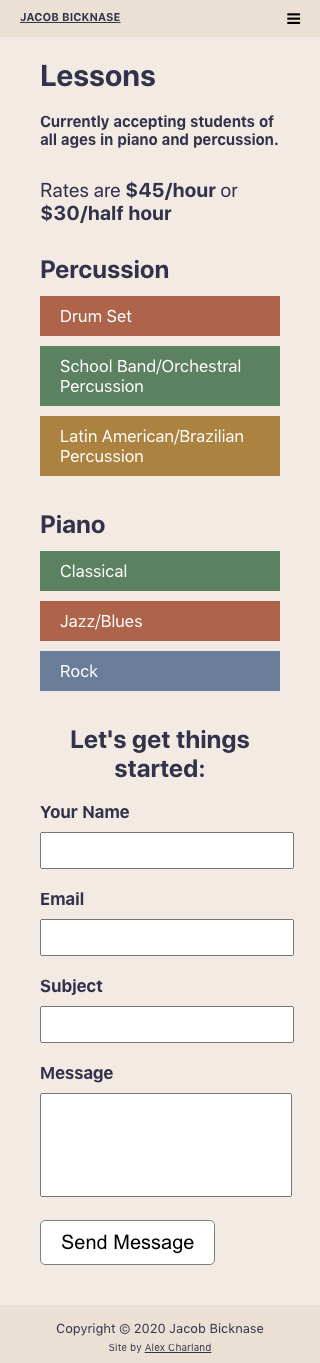 JACOB BICKNASE
Lessons
Currently accepting students of
all ages in piano and percussion.
Rates are $45/hour or
$30/half hour
Percussion
Drum Set
School Band/Orchestral
Percussion
Latin American/Brazilian
Percussion
Piano
Classical
Jazz/Blues
Rock
Let's get things
started:
Your Name
Email
Subject
Message
Send Message
Copyright © 2020 Jacob Bicknase
Site by Alex Charland